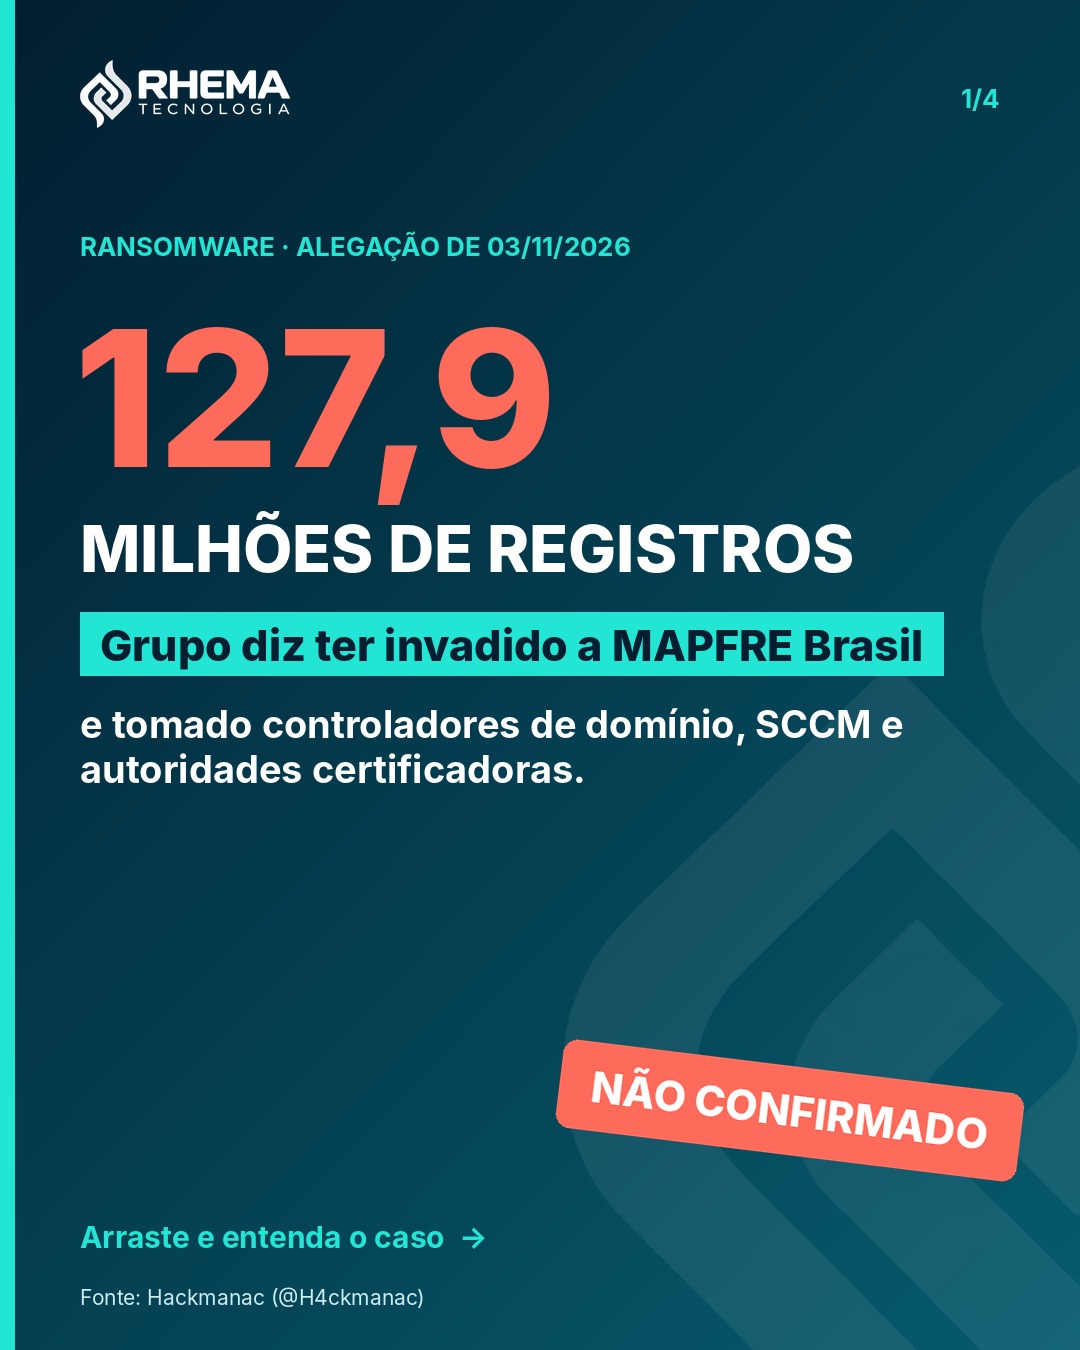 RHEMA
TECNOLOGIA
1/4
RANSOMWARE · ALEGAÇÃO DE 03/11/2026
127,9
MILHÕES DE REGISTROS
Grupo diz ter invadido a MAPFRE Brasil
e tomado controladores de domínio, SCCM e
autoridades certificadoras.
NÃO CONFIRMADO
Arraste e entenda o caso →
Fonte: Hackmanac (@H4ckmanac)